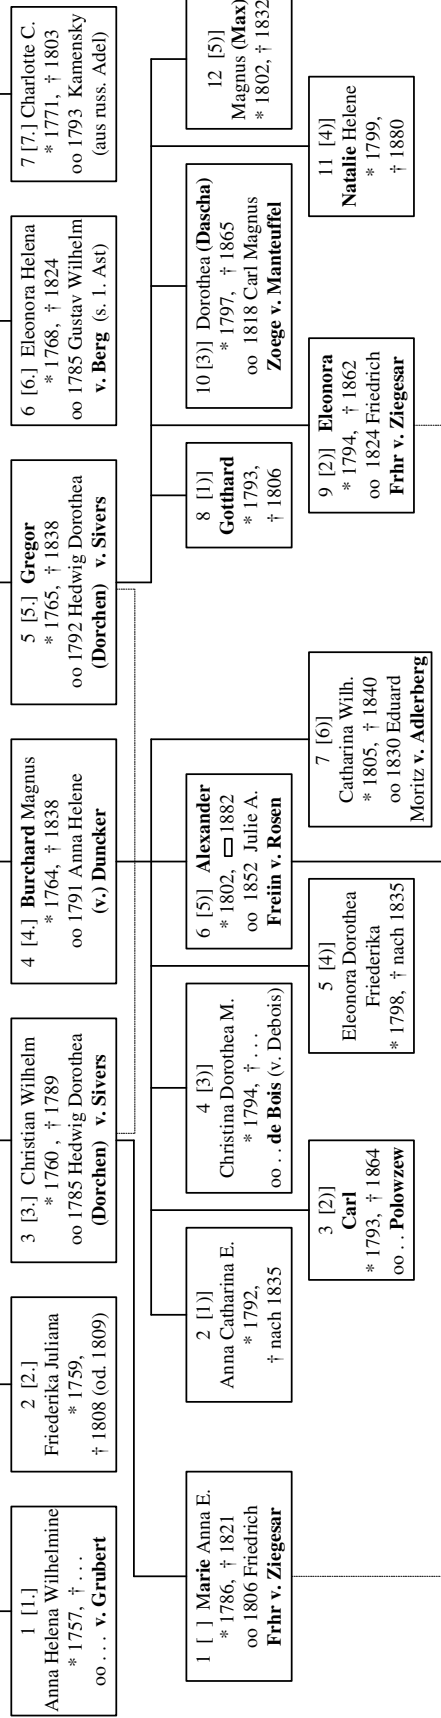 1 [1.]
Anna Helena Wilhelmine
* 1757, † . . .
oo . . . v. Grubert
2 [2.]
Friederika Juliana
* 1759,
† 1808 (od. 1809)
3 [3.] Christian Wilhelm
* 1760 , † 1789
oo 1785 Hedwig Dorothea
(Dorchen) v. Sivers
4 [4.] Burchard Magnus
* 1764, † 1838
oo 1791 Anna Helene
(v.) Duncker
5 [5.] Gregor
* 1765, † 1838
oo 1792 Hedwig Dorothea
(Dorchen) v. Sivers
6 [6.] Eleonora Helena
* 1768, † 1824
oo 1785 Gustav Wilhelm
v. Berg (s. 1. Ast)
7 [7.] Charlotte C.
* 1771, † 1803
oo 1793 Kamensky
(aus russ. Adel)
1 [ ] Marie Anna E.
* 1786, † 1821
oo 1806 Friedrich
Frhr v. Ziegesar
2 [1)]
Anna Catharina E.
* 1792,
† nach 1835
3 [2)]
Carl
* 1793, † 1864
oo . . Polowzew
4 [3)]
Christina Dorothea M.
* 1794, † . . .
oo . . de Bois (v. Debois)
5 [4)]
Eleonora Dorothea
Friederika
* 1798, † nach 1835
6 [5)] Alexander
* 1802, ▭ 1882
oo 1852 Julie A.
Freiin v. Rosen
7 [6)]
Catharina Wilh.
* 1805, † 1840
oo 1830 Eduard
Moritz v. Adlerberg
8 [1)]
Gotthard
* 1793,
† 1806
9 [2)] Eleonora
* 1794, † 1862
oo 1824 Friedrich
Frhr v. Ziegesar
10 [3)] Dorothea (Dascha)
* 1797, † 1865
oo 1818 Carl Magnus
Zoege v. Manteuffel
11 [4)]
Natalie Helene
* 1799,
† 1880
12 [5)]
Magnus (Max)
* 1802, † 1832